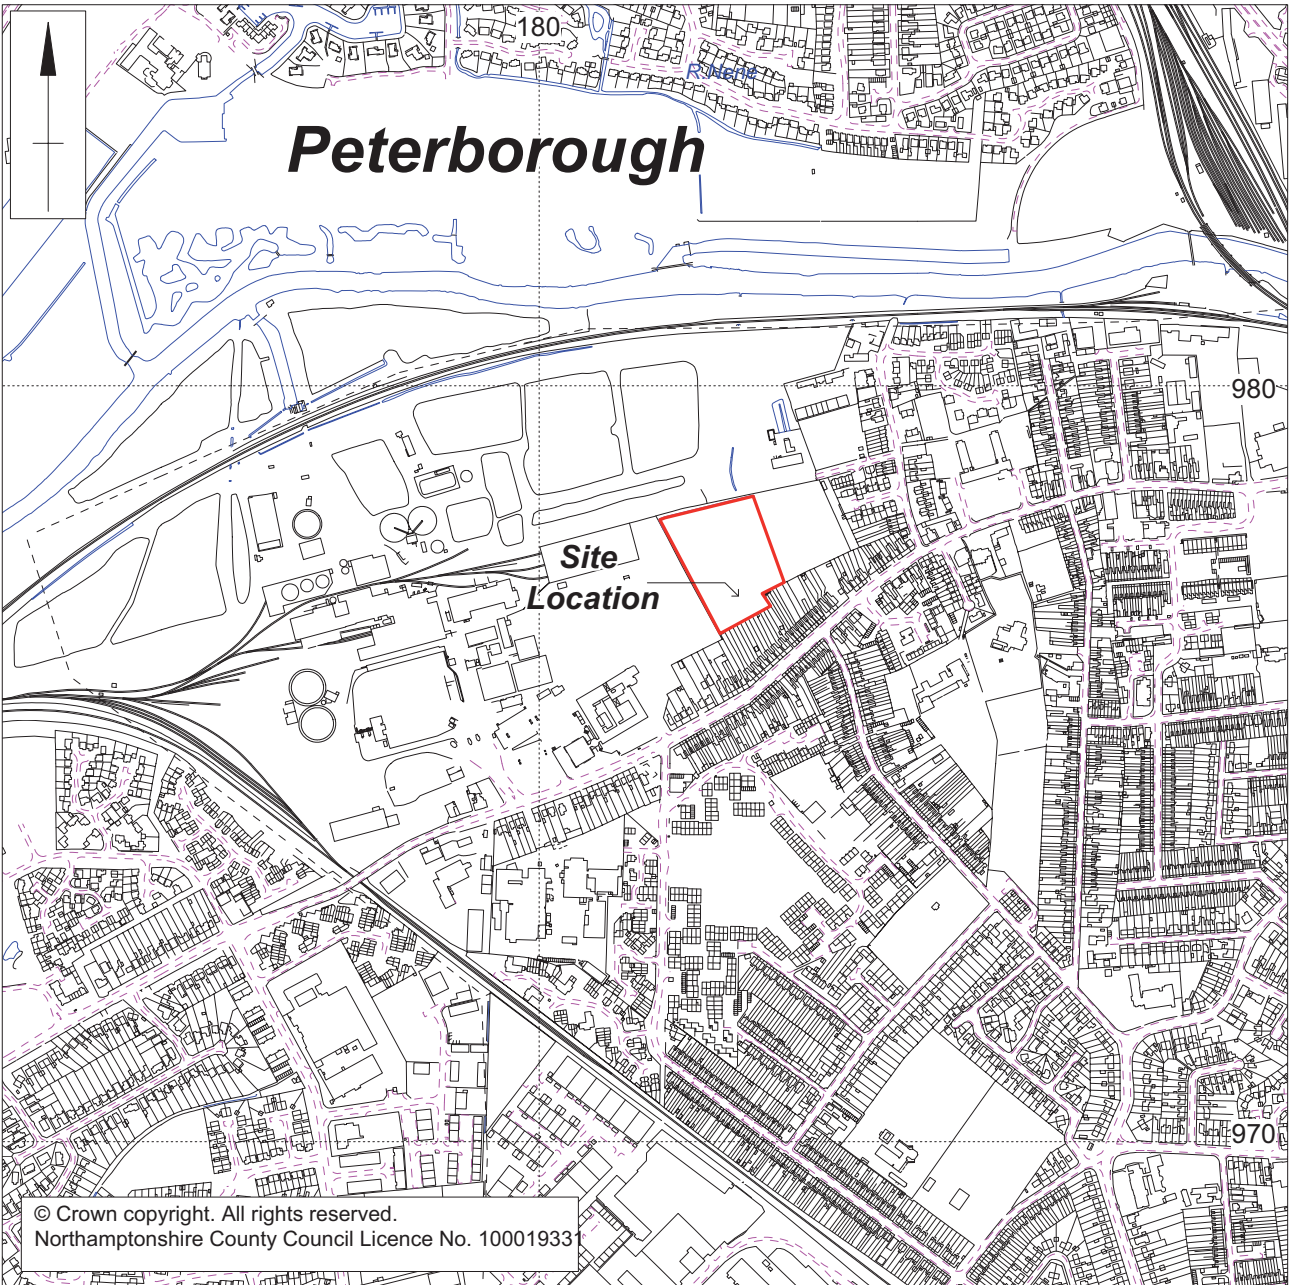 180
R.Nene
Peterborough
980
Site
Location
970
© Crown copyright. All rights reserved.
Northamptonshire County Council Licence No. 100019331